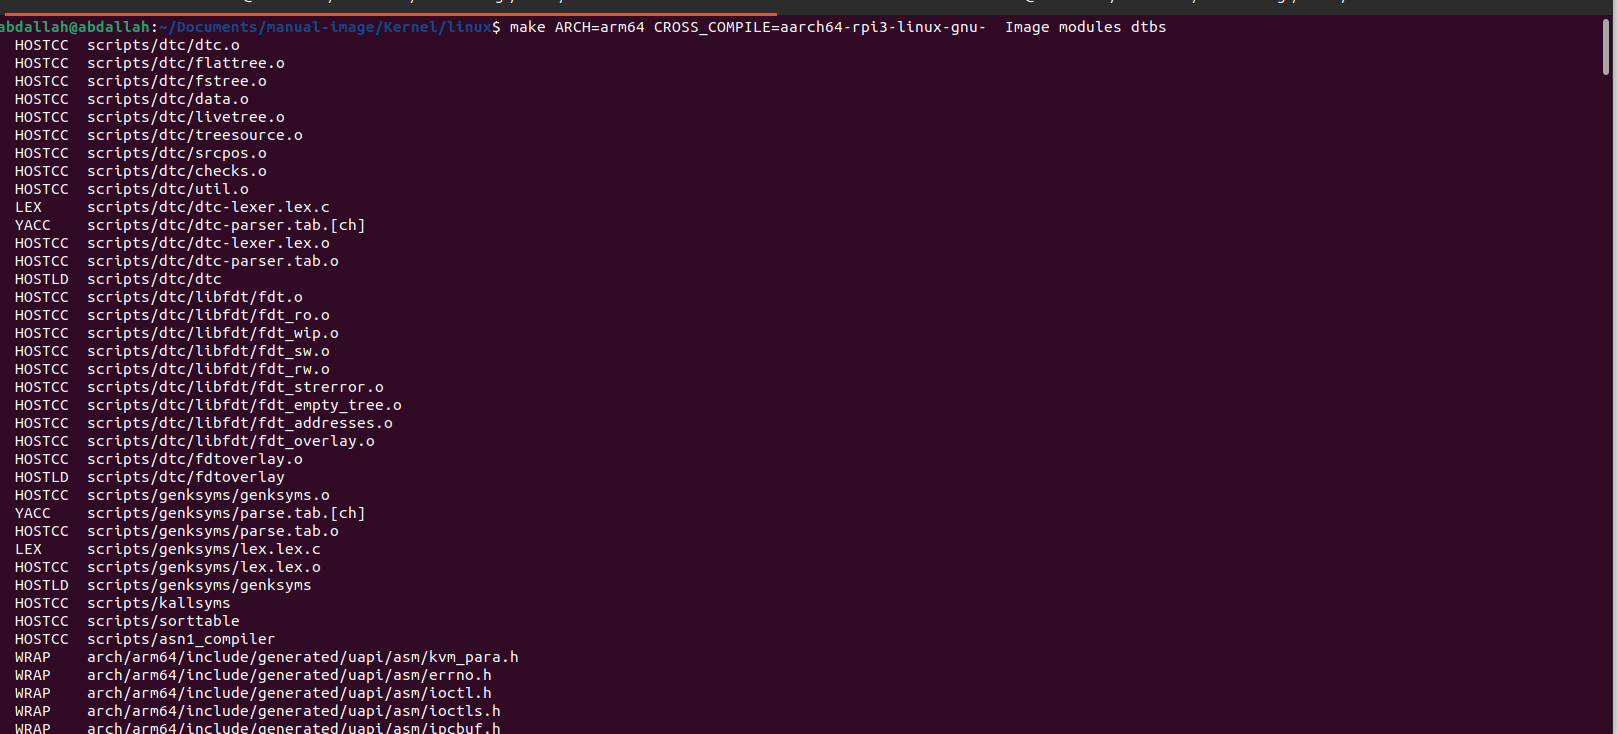 abdallah@abdallah:~/Documents/manual-image/Kernel/linux$ make ARCH=arm64 CROSS_COMPILE=aarch64-rpi3-linux-gnu-  Image modules dtbs
HOSTCC  scripts/dtc/dtc.o
HOSTCC  scripts/dtc/flattree.o
HOSTCC  scripts/dtc/fstree.o
HOSTCC  scripts/dtc/data.o
HOSTCC  scripts/dtc/livetree.o
HOSTCC  scripts/dtc/treesource.o
HOSTCC  scripts/dtc/srcpos.o
HOSTCC  scripts/dtc/checks.o
HOSTCC  scripts/dtc/util.o
LEX     scripts/dtc/dtc-lexer.lex.c
YACC    scripts/dtc/dtc-parser.tab.[ch]
HOSTCC  scripts/dtc/dtc-lexer.lex.o
HOSTCC  scripts/dtc/dtc-parser.tab.o
HOSTLD  scripts/dtc/dtc
HOSTCC  scripts/dtc/libfdt/fdt.o
HOSTCC  scripts/dtc/libfdt/fdt_ro.o
HOSTCC  scripts/dtc/libfdt/fdt_wip.o
HOSTCC  scripts/dtc/libfdt/fdt_sw.o
HOSTCC  scripts/dtc/libfdt/fdt_rw.o
HOSTCC  scripts/dtc/libfdt/fdt_strerror.o
HOSTCC  scripts/dtc/libfdt/fdt_empty_tree.o
HOSTCC  scripts/dtc/libfdt/fdt_addresses.o
HOSTCC  scripts/dtc/libfdt/fdt_overlay.o
HOSTCC  scripts/dtc/fdtoverlay.o
HOSTLD  scripts/dtc/fdtoverlay
HOSTCC  scripts/genksyms/genksyms.o
YACC    scripts/genksyms/parse.tab.[ch]
HOSTCC  scripts/genksyms/parse.tab.o
LEX     scripts/genksyms/lex.lex.c
HOSTCC  scripts/genksyms/lex.lex.o
HOSTLD  scripts/genksyms/genksyms
HOSTCC  scripts/kallsyms
HOSTCC  scripts/sorttable
HOSTCC  scripts/asn1_compiler
WRAP    arch/arm64/include/generated/uapi/asm/kvm_para.h
WRAP    arch/arm64/include/generated/uapi/asm/errno.h
WRAP    arch/arm64/include/generated/uapi/asm/ioctl.h
WRAP    arch/arm64/include/generated/uapi/asm/ioctls.h
WRAP    arch/arm64/include/generated/uapi/asm/ipcbuf.h